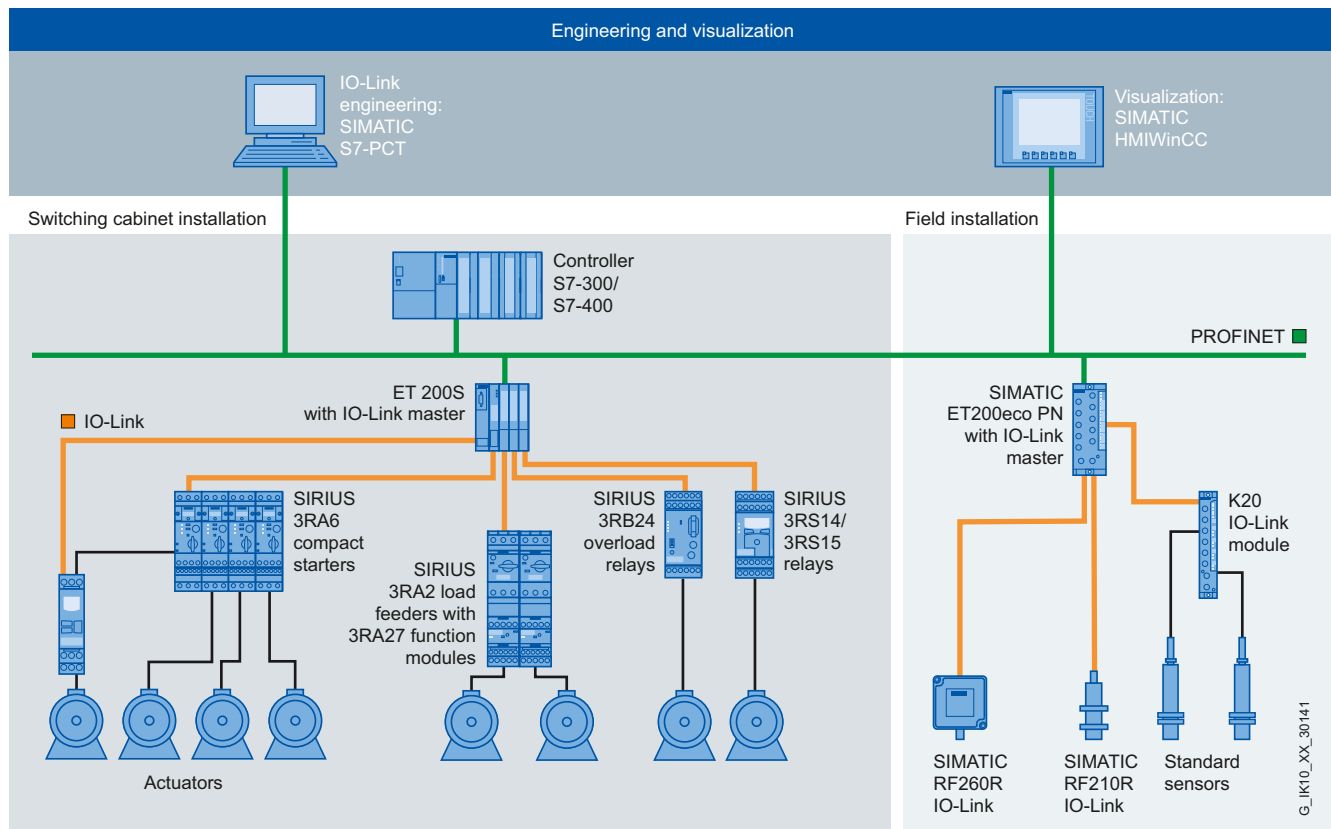 Engineering and visualization
IO-Link
engineering:
SIMATIC
S7-PCT
TOUCH
Visualization:
SIMATIC
HMIWinCC
Switching cabinet installation
Field installation
Controller
S7-300/
S7-400
PROFINET
ET 200S
with IO-Link master
IO-Link
SIMATIC
ET200eco PN
with IO-Link
master
SIRIUS
3RA6
compact
starters
SIRIUS
3RA2 load
feeders with
3RA27 function
modules
SIRIUS
3RB24
overload
relays
SIRIUS
3RS14/
3RS15
relays
K20
IO-Link
module
Actuators
SIMATIC
RF260R
IO-Link
SIMATIC
RF210R
IO-Link
Standard
sensors
G_IK10_XX_30141